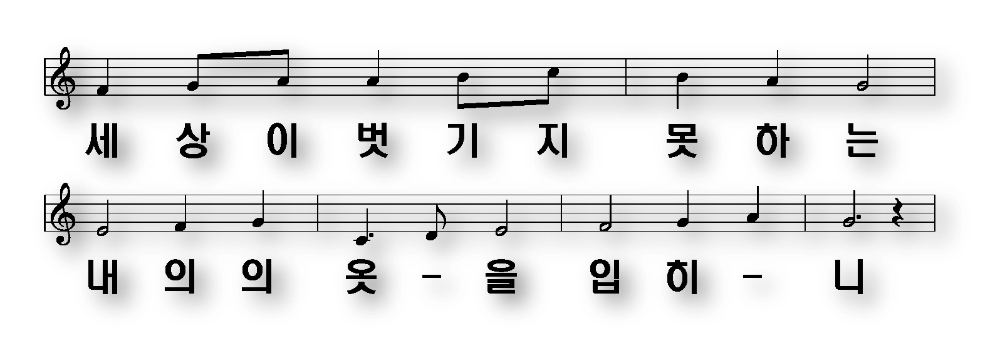 세 상 이 벗 기 지 못 하 는
내 의 의 옷 - 을 입 히 - 니